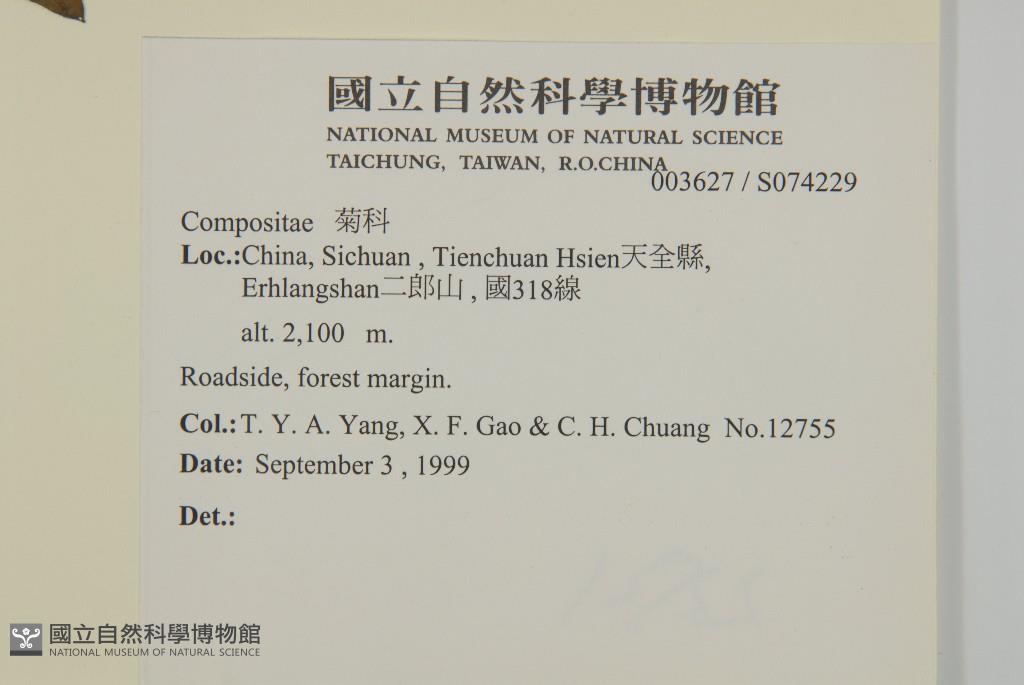 國立自然科學博物館
NATIONAL MUSEUM OF NATURAL SCIENCE
TAICHUNG, TAIWAN, R.O.CHINA
003627 / S074229
Compositae 菊科
Loc.:China, Sichuan , Tienchuan Hsien天全縣,
Erhlangshan二郎山 , 國318線
alt. 2,100 m.
Roadside, forest margin.
Col.: T. Y. A. Yang, X. F. Gao & C. H. Chuang No.12755
Date: September 3 , 1999
Det.:
國立自然科學博物館
NATIONAL MUSEUM OF NATURAL SCIENCE